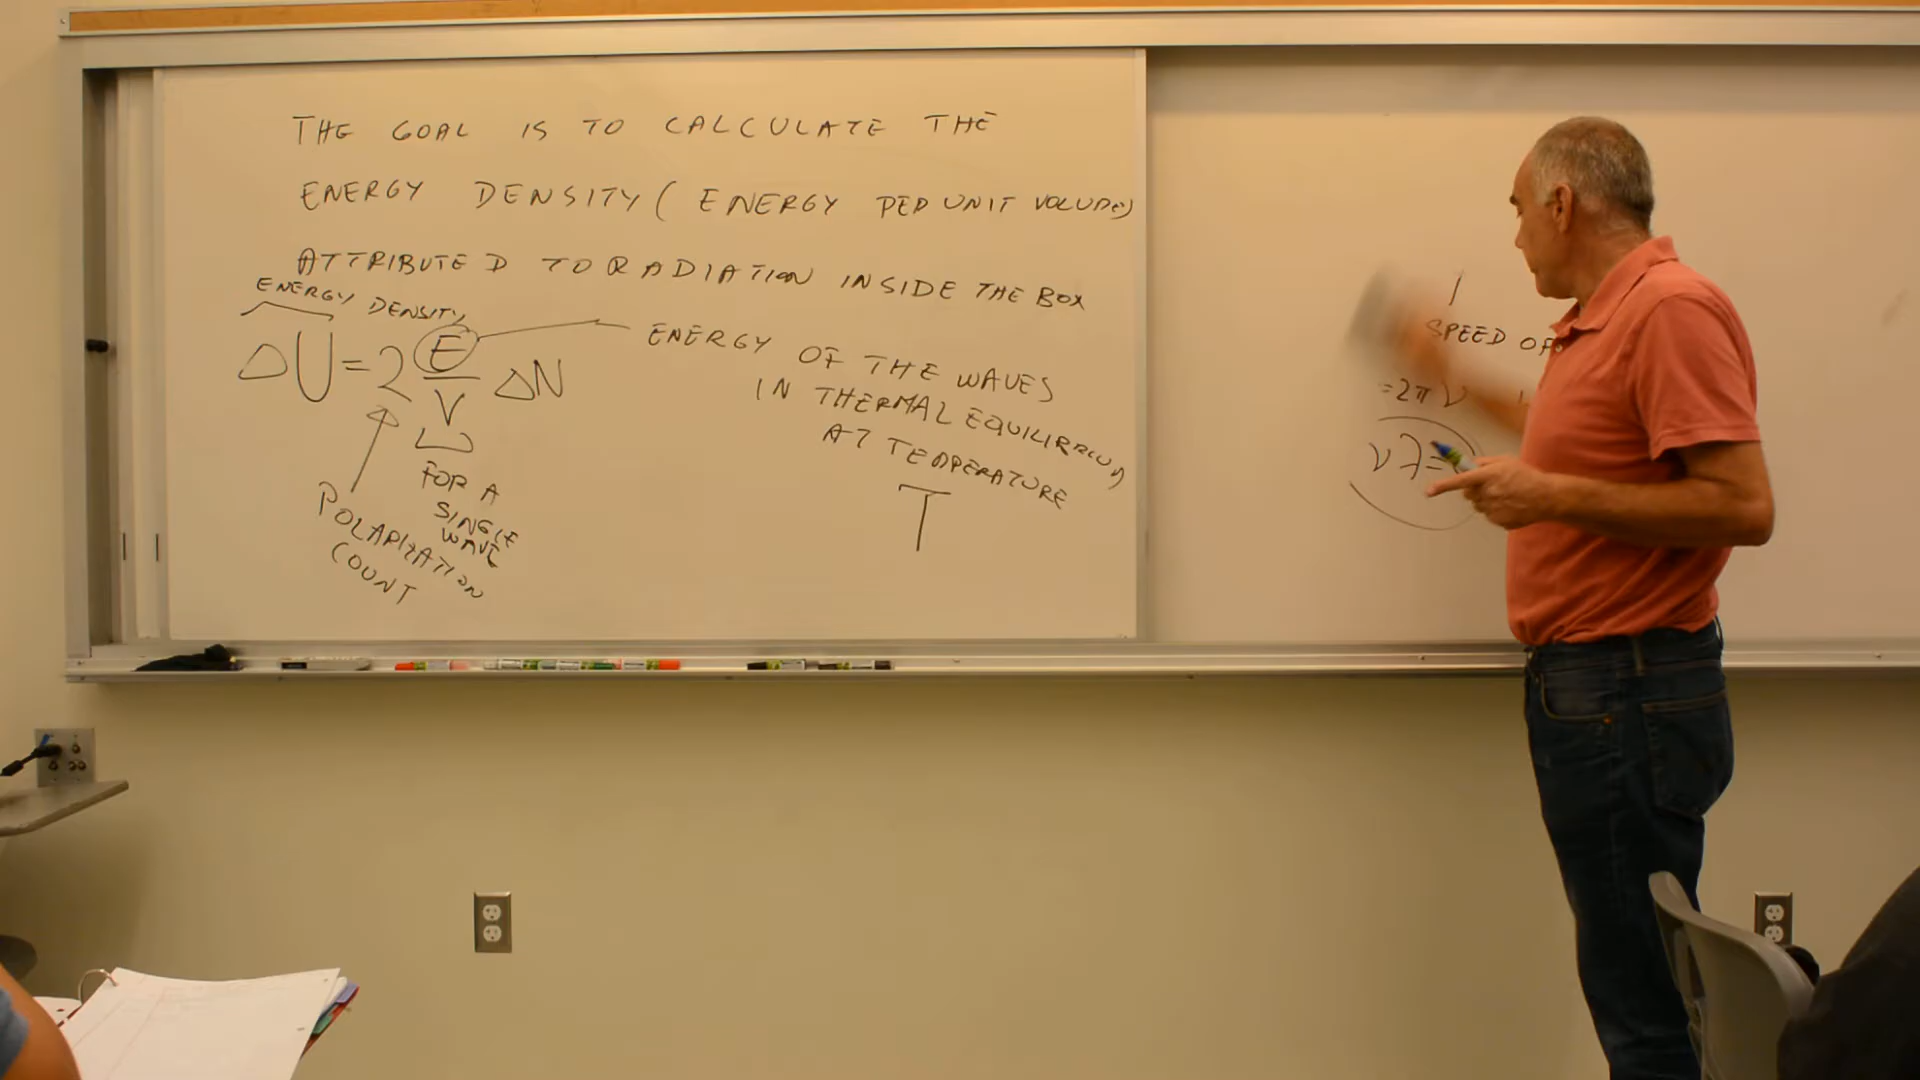 THE GOAL IS TO CALCULATE THE
ENERGY DENSITY (ENERGY PER UNIT VOLUME)
ATTRIBUTED TO RADIATION INSIDE THE BOX
ENERGY DENSITY
ΔU = 2 E/V ΔN
ENERGY OF THE WAVES
IN THERMAL EQUILIBRIUM
AT TEMPERATURE
T
FOR A
SINGLE
WAVE
POLARIZATION
COUNT
SPEED OF
=2π ν
ν λ =